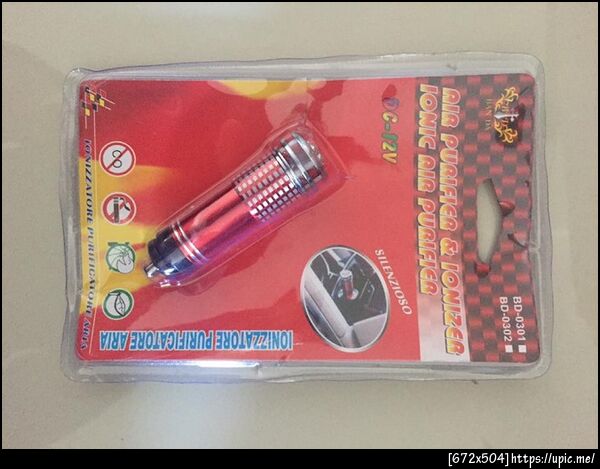 AIR PURIFIER & IONIZER
IONIC AIR PURIFIER
DC-12V
BD-0301
BD-0302
SILENZIOSO
IONIZZATORE PURIFICATORE ARIA
IONIZZATORE PURIFICATORE ARIA
[672x504]https://upic.me/